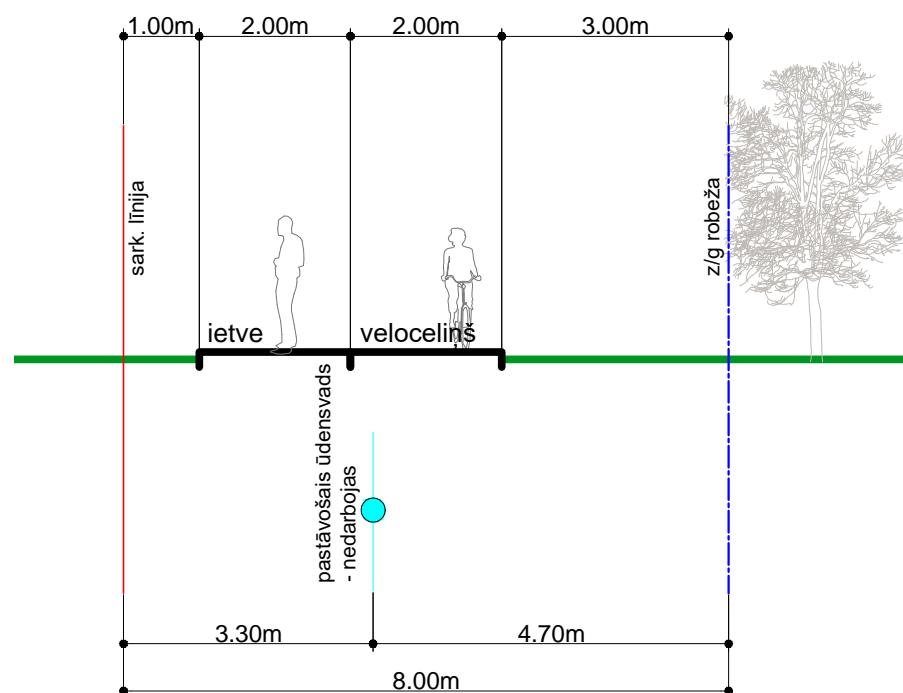 1.00m
2.00m
2.00m
3.00m
sark. līnija
z/g robeža
ietve
veloceliņš
pastāvošais ūdensvads
- nedarbojas
3.30m
4.70m
8.00m